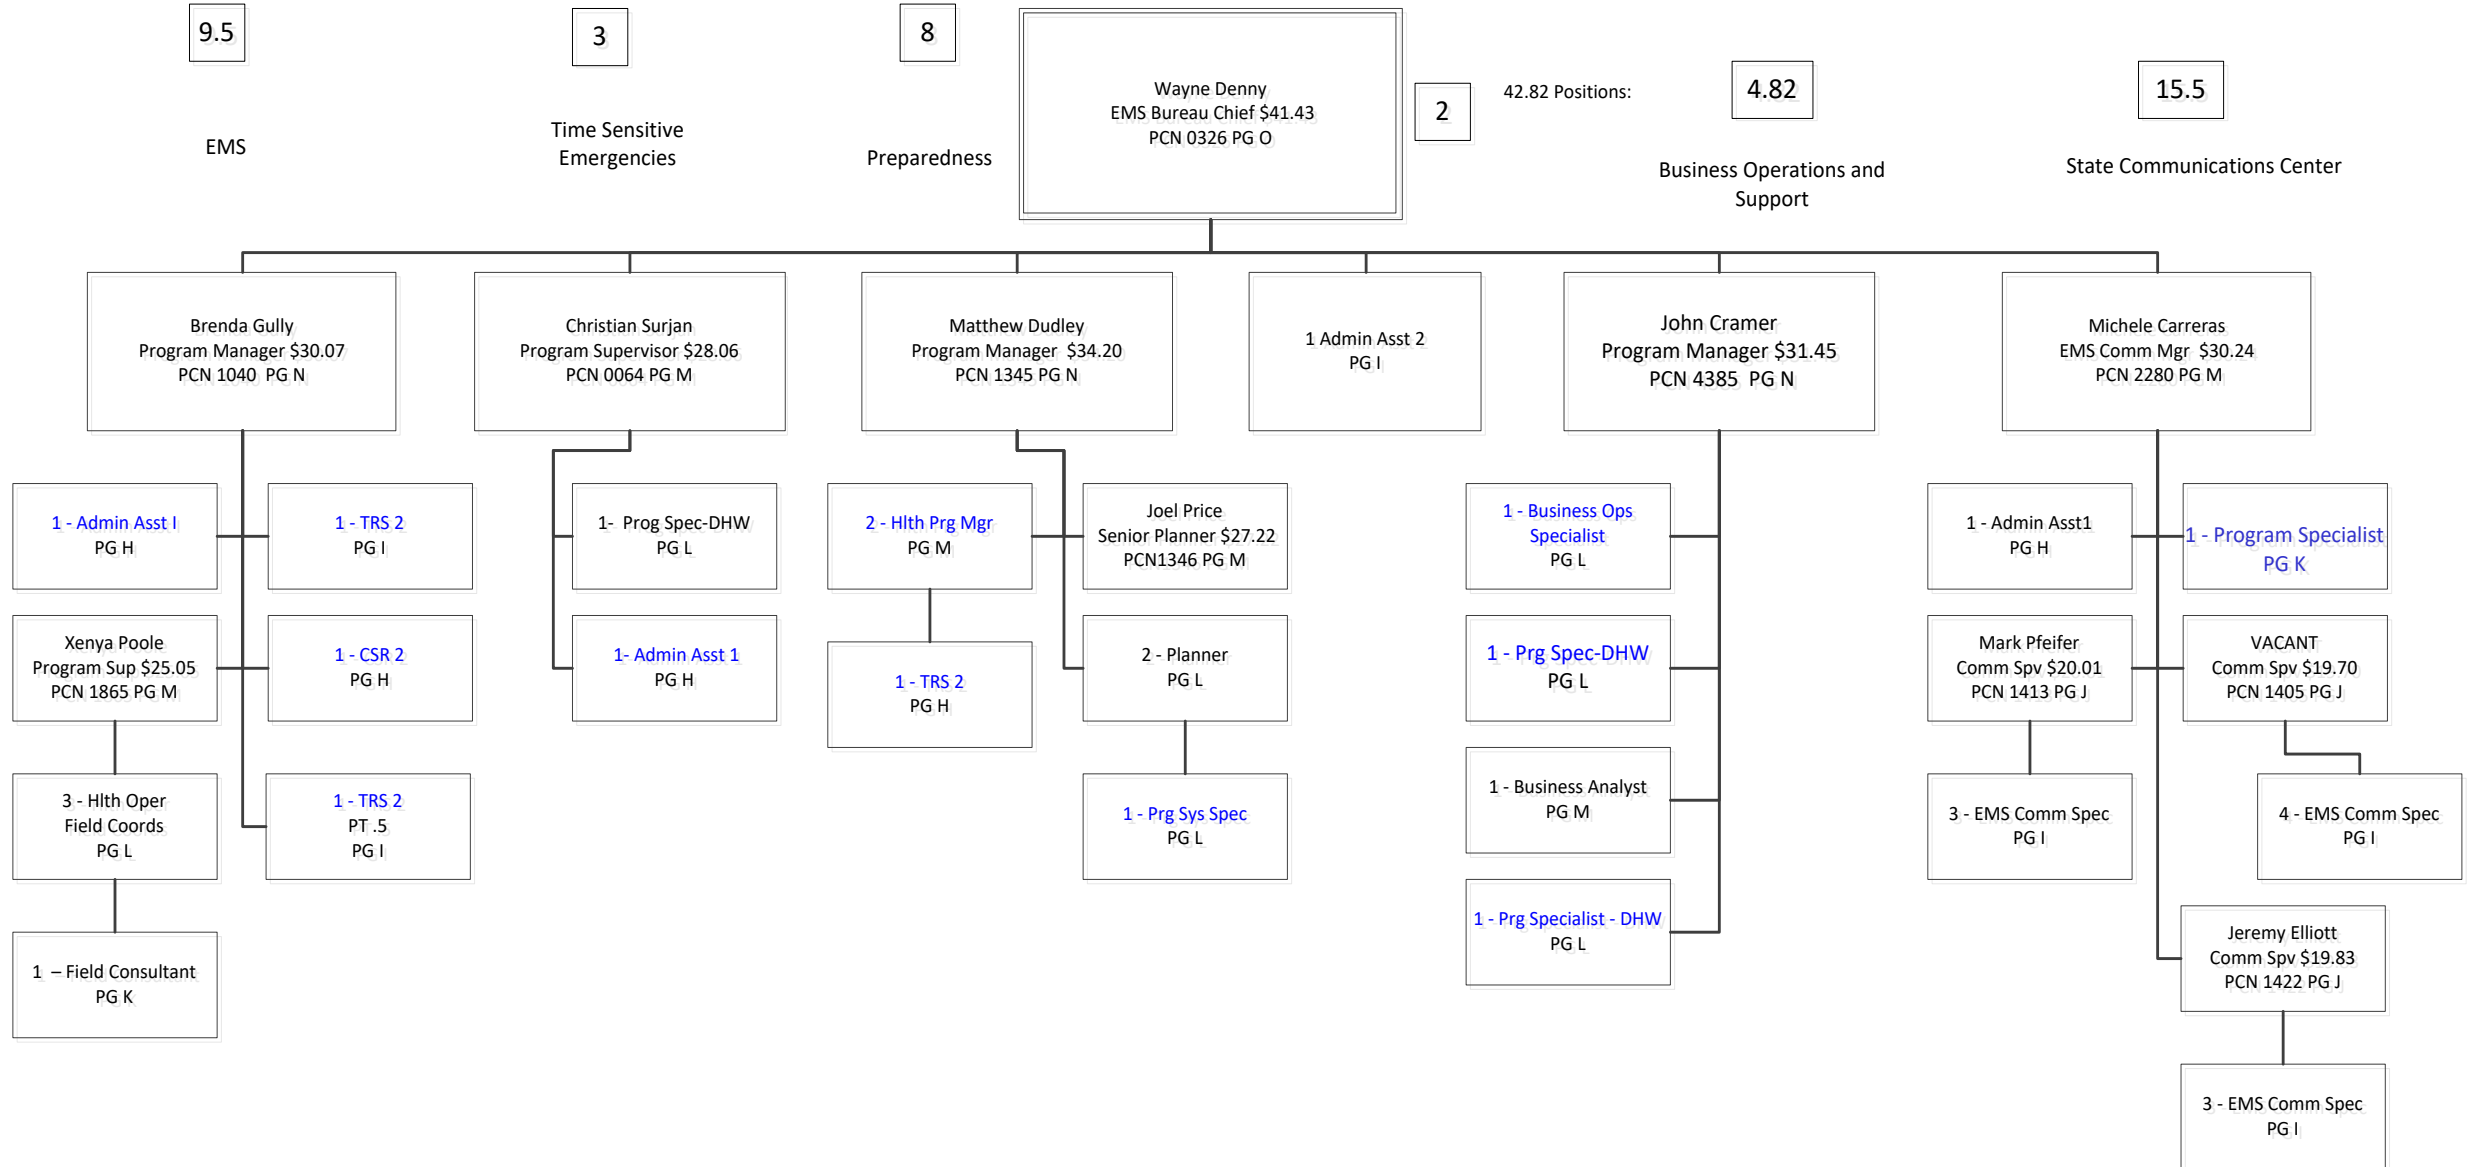 9.5
3
8
Wayne Denny
EMS Bureau Chief $41.43
PCN 0326 PG O
2
42.82 Positions:
4.82
15.5
EMS
Time Sensitive
Emergencies
Preparedness
Business Operations and
Support
State Communications Center
Brenda Gully
Program Manager $30.07
PCN 1040 PG N
Christian Surjan
Program Supervisor $28.06
PCN 0064 PG M
Matthew Dudley
Program Manager $34.20
PCN 1345 PG N
1 Admin Asst 2
PG I
John Cramer
Program Manager $31.45
PCN 4385 PG N
Michele Carreras
EMS Comm Mgr $30.24
PCN 2280 PG M
1 - Admin Asst I
PG H
1 - TRS 2
PG I
1- Prog Spec-DHW
PG L
2 - Hlth Prg Mgr
PG M
Joel Price
Senior Planner $27.22
PCN1346 PG M
1 - Business Ops
Specialist
PG L
1 - Admin Asst1
PG H
1 - Program Specialist
PG K
Xenya Poole
Program Sup $25.05
PCN 1865 PG M
1 - CSR 2
PG H
1- Admin Asst 1
PG H
1 - TRS 2
PG H
2 - Planner
PG L
1 - Prg Spec-DHW
PG L
Mark Pfeifer
Comm Spv $20.01
PCN 1413 PG J
VACANT
Comm Spv $19.70
PCN 1405 PG J
3 - Hlth Oper
Field Coords
PG L
1 - TRS 2
PT .5
PG I
1 - Prg Sys Spec
PG L
1 - Business Analyst
PG M
3 - EMS Comm Spec
PG I
4 - EMS Comm Spec
PG I
1 – Field Consultant
PG K
1 - Prg Specialist - DHW
PG L
Jeremy Elliott
Comm Spv $19.83
PCN 1422 PG J
3 - EMS Comm Spec
PG I